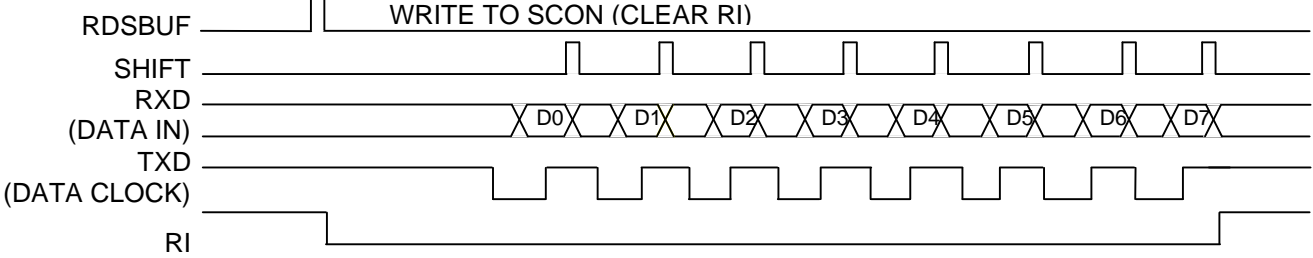 WRITE TO SCON (CLEAR RI)
RDSBUF
SHIFT
RXD
(DATA IN)
D0 D1 D2 D3 D4 D5 D6 D7
TXD
(DATA CLOCK)
RI